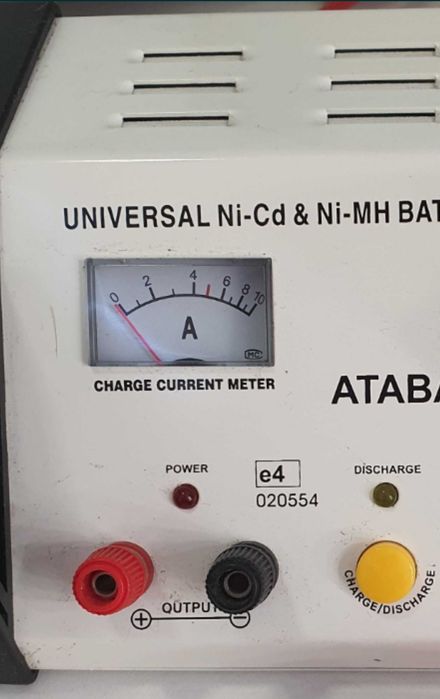 UNIVERSAL Ni-Cd & Ni-MH BAT
0 2 4 6 8 10
A
MC
CHARGE CURRENT METER
ATABA
POWER
e4
DISCHARGE
020554
CHARGE/DISCHARGE
OUTPUT
+ −